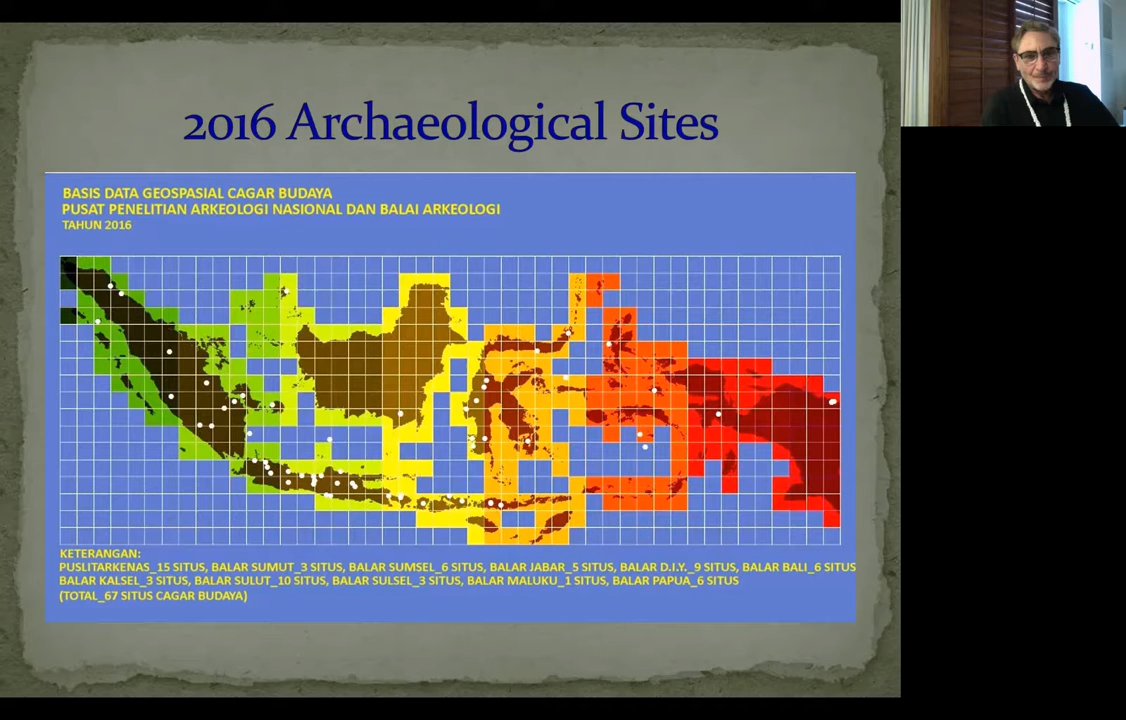 2016 Archaeological Sites
BASIS DATA GEOSPASIAL CAGAR BUDAYA
PUSAT PENELITIAN ARKEOLOGI NASIONAL DAN BALAI ARKEOLOGI
TAHUN 2016
KETERANGAN:
PUSLITARKENAS_15 SITUS, BALAR SUMUT_3 SITUS, BALAR SUMSEL_6 SITUS, BALAR JABAR_5 SITUS, BALAR D.I.Y._9 SITUS, BALAR BALI_6 SITUS
BALAR KALSEL_3 SITUS, BALAR SULUT_10 SITUS, BALAR SULSEL_3 SITUS, BALAR MALUKU_1 SITUS, BALAR PAPUA_6 SITUS
(TOTAL_67 SITUS CAGAR BUDAYA)